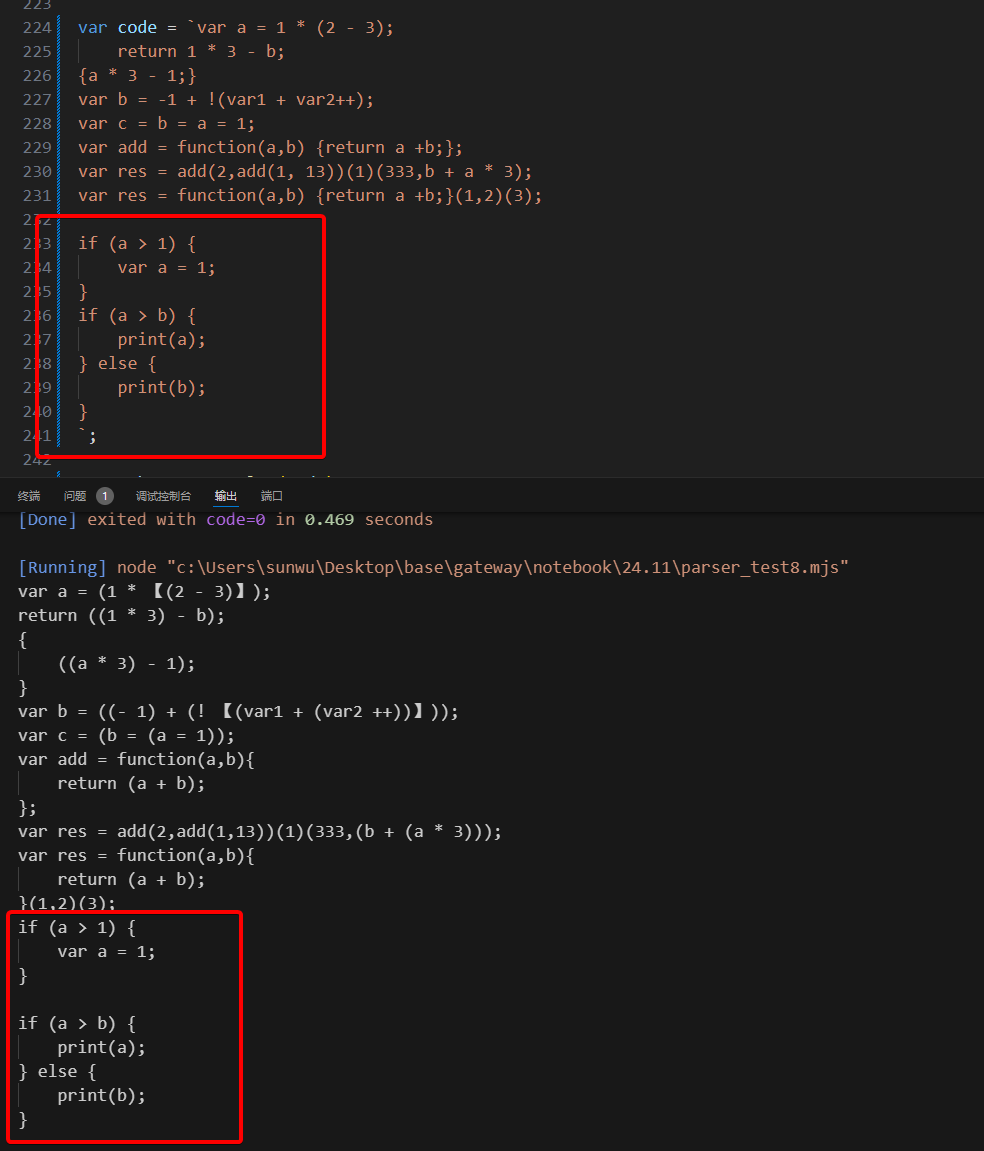 223
224 var code = `var a = 1 * (2 - 3);
225     return 1 * 3 - b;
226 {a * 3 - 1;}
227 var b = -1 + !(var1 + var2++);
228 var c = b = a = 1;
229 var add = function(a,b) {return a +b;};
230 var res = add(2,add(1, 13))(1)(333,b + a * 3);
231 var res = function(a,b) {return a +b;}(1,2)(3);
232
233 if (a > 1) {
234     var a = 1;
235 }
236 if (a > b) {
237     print(a);
238 } else {
239     print(b);
240 }
241 `;
242
终端 问题 1 调试控制台 输出 端口
[Done] exited with code=0 in 0.469 seconds
[Running] node "c:\Users\sunwu\Desktop\base\gateway\notebook\24.11\parser_test8.mjs"
var a = (1 * 【(2 - 3)】);
return ((1 * 3) - b);
{
    ((a * 3) - 1);
}
var b = ((- 1) + (! 【(var1 + (var2 ++))】));
var c = (b = (a = 1));
var add = function(a,b){
    return (a + b);
};
var res = add(2,add(1,13))(1)(333,(b + (a * 3)));
var res = function(a,b){
    return (a + b);
}(1,2)(3);
if (a > 1) {
    var a = 1;
}
if (a > b) {
    print(a);
} else {
    print(b);
}